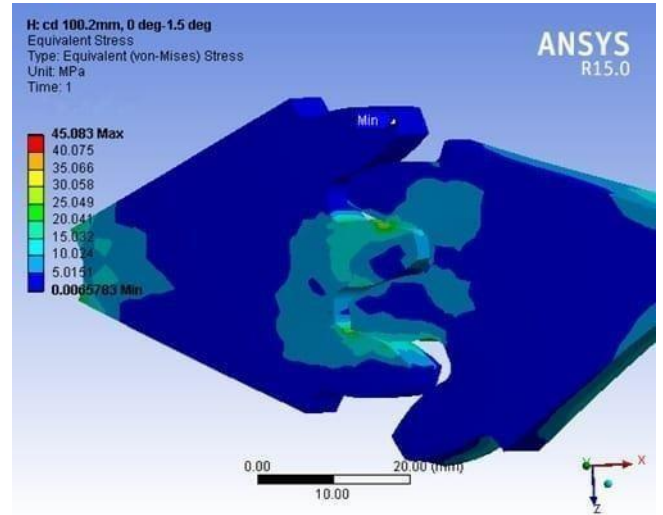 H: cd 100.2mm, 0 deg-1.5 deg
Equivalent Stress
Type: Equivalent (von-Mises) Stress
Unit: MPa
Time: 1
ANSYS
R15.0
45.083 Max
40.075
35.066
30.058
25.049
20.041
15.032
10.024
5.0151
0.0065783 Min
Min
0.00
20.00 (mm)
10.00
X
Y
Z